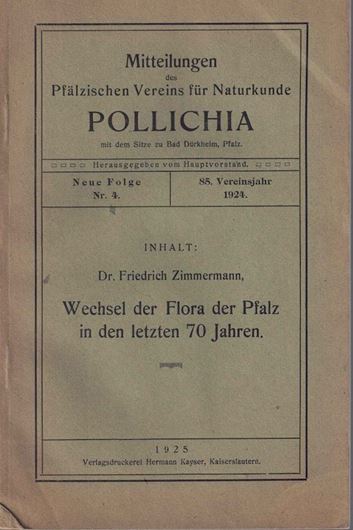 Mitteilungen
des
Pfälzischen Vereins für Naturkunde
POLLICHIA
mit dem Sitze zu Bad Dürkheim, Pfalz.
Herausgegeben vom Hauptvorstand.
Neue Folge
Nr. 4.
85. Vereinsjahr
1924.
INHALT:
Dr. Friedrich Zimmermann,
Wechsel der Flora der Pfalz
in den letzten 70 Jahren.
1925
Verlagsdruckerei Hermann Kayser, Kaiserslautern.